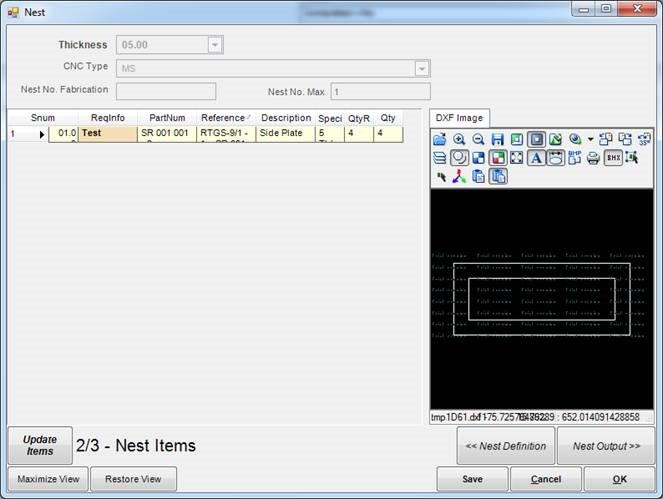 Nest
Thickness 05.00
CNC Type MS
Nest No. Fabrication Nest No. Max 1
Snum ReqInfo PartNum Reference Description Speci QtyR Qty
1 01.0 Test SR 001 001 RTGS-9/1 - Side Plate 5 4 4
DXF Image
A BMP SHX 35°
tmp1D61.dxf
: 652.014091428858
Update Items
2/3 - Nest Items
<< Nest Definition
Nest Output >>
Maximize View
Restore View
Save
Cancel
OK